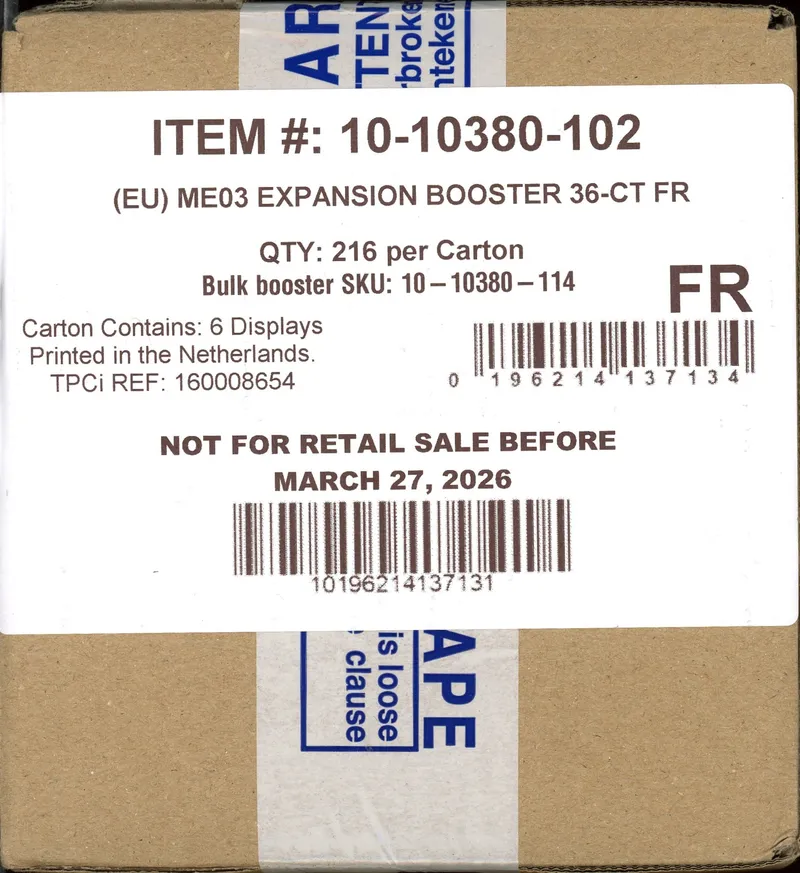 AR
TTEN
rbroke
nteken
ITEM #: 10-10380-102
(EU) ME03 EXPANSION BOOSTER 36-CT FR
QTY: 216 per Carton
Bulk booster SKU: 10–10380–114
FR
Carton Contains: 6 Displays
Printed in the Netherlands.
TPCi REF: 160008654
0 196214 137134
NOT FOR RETAIL SALE BEFORE
MARCH 27, 2026
10196214137131
APE
is loose
clause